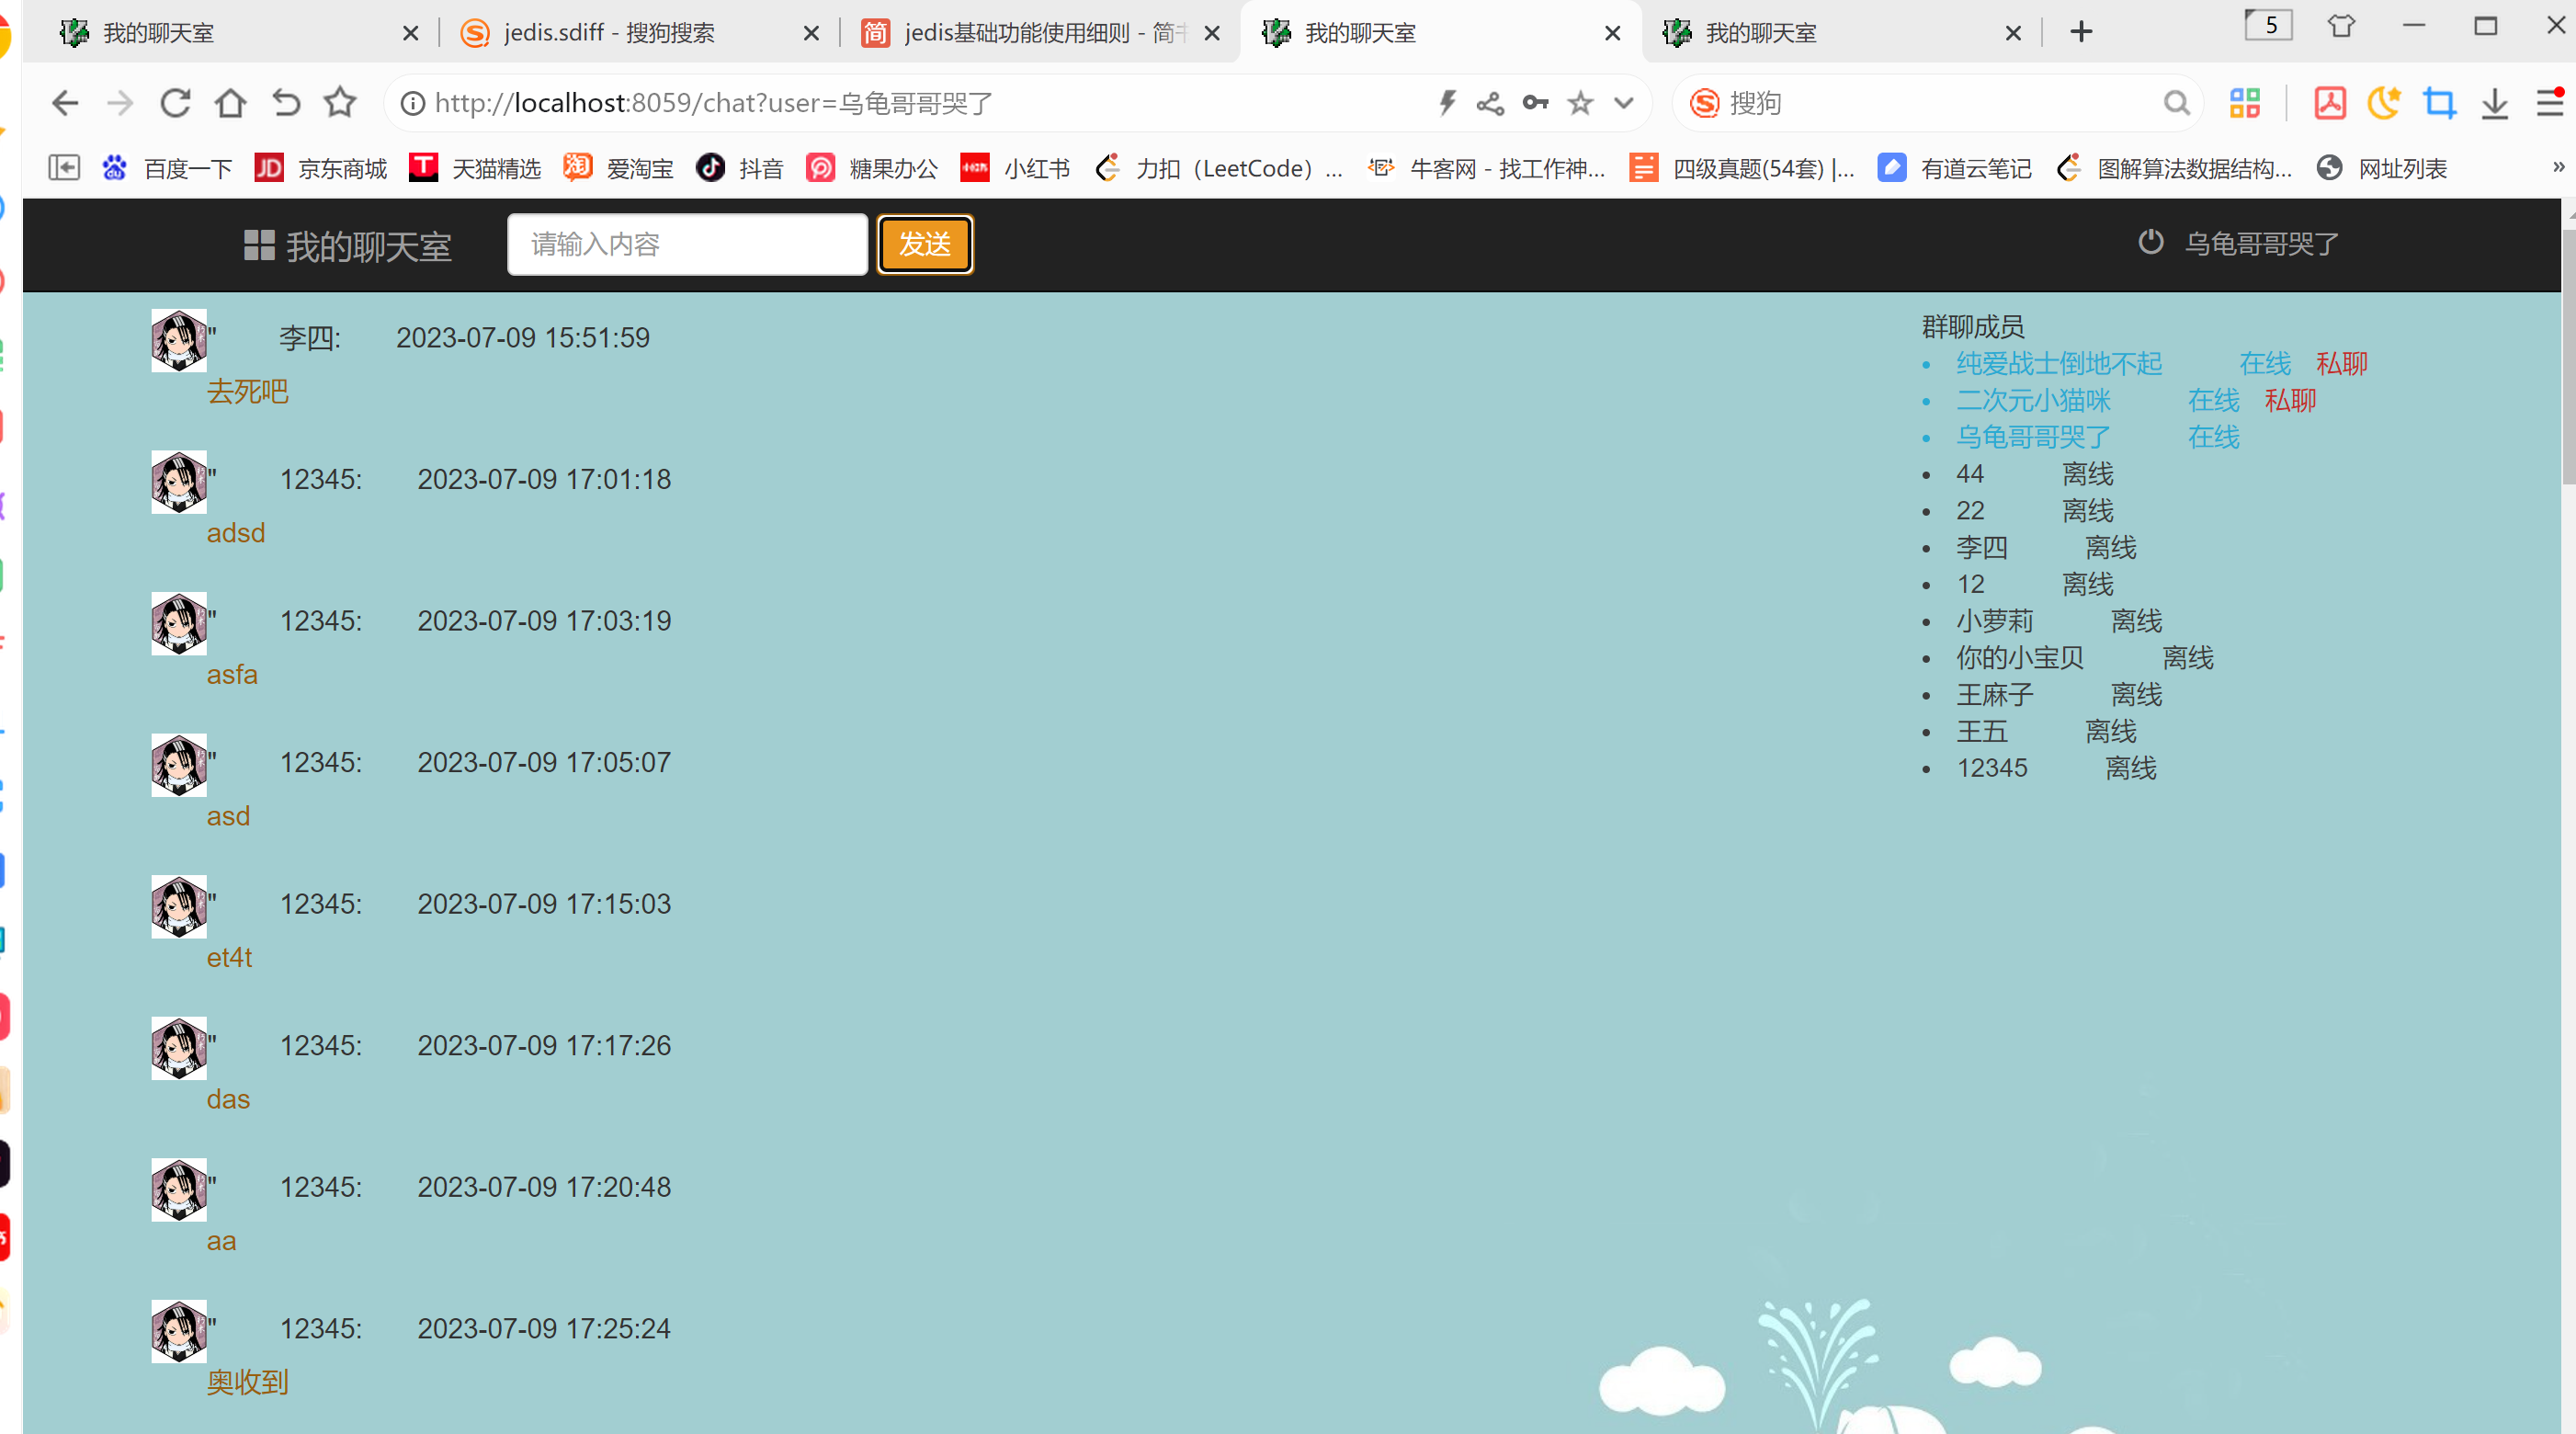 我的聊天室 jedis.sdiff - 搜狗搜索 jedis基础功能使用细则 - 简 我的聊天室 我的聊天室 5
http://localhost:8059/chat?user=乌龟哥哥哭了 搜狗
百度一下 JD 京东商城 T 天猫精选 淘 爱淘宝 抖音 糖果办公 小红书 小红书 力扣（LeetCode）... 牛客网 - 找工作神... 四级真题(54套) |... 有道云笔记 图解算法数据结构... 网址列表 »
我的聊天室 请输入内容 发送 乌龟哥哥哭了
" 李四: 2023-07-09 15:51:59
去死吧
" 12345: 2023-07-09 17:01:18
adsd
" 12345: 2023-07-09 17:03:19
asfa
" 12345: 2023-07-09 17:05:07
asd
" 12345: 2023-07-09 17:15:03
et4t
" 12345: 2023-07-09 17:17:26
das
" 12345: 2023-07-09 17:20:48
aa
" 12345: 2023-07-09 17:25:24
奥收到
群聊成员
• 纯爱战士倒地不起 在线 私聊
• 二次元小猫咪 在线 私聊
• 乌龟哥哥哭了 在线
• 44 离线
• 22 离线
• 李四 离线
• 12 离线
• 小萝莉 离线
• 你的小宝贝 离线
• 王麻子 离线
• 王五 离线
• 12345 离线